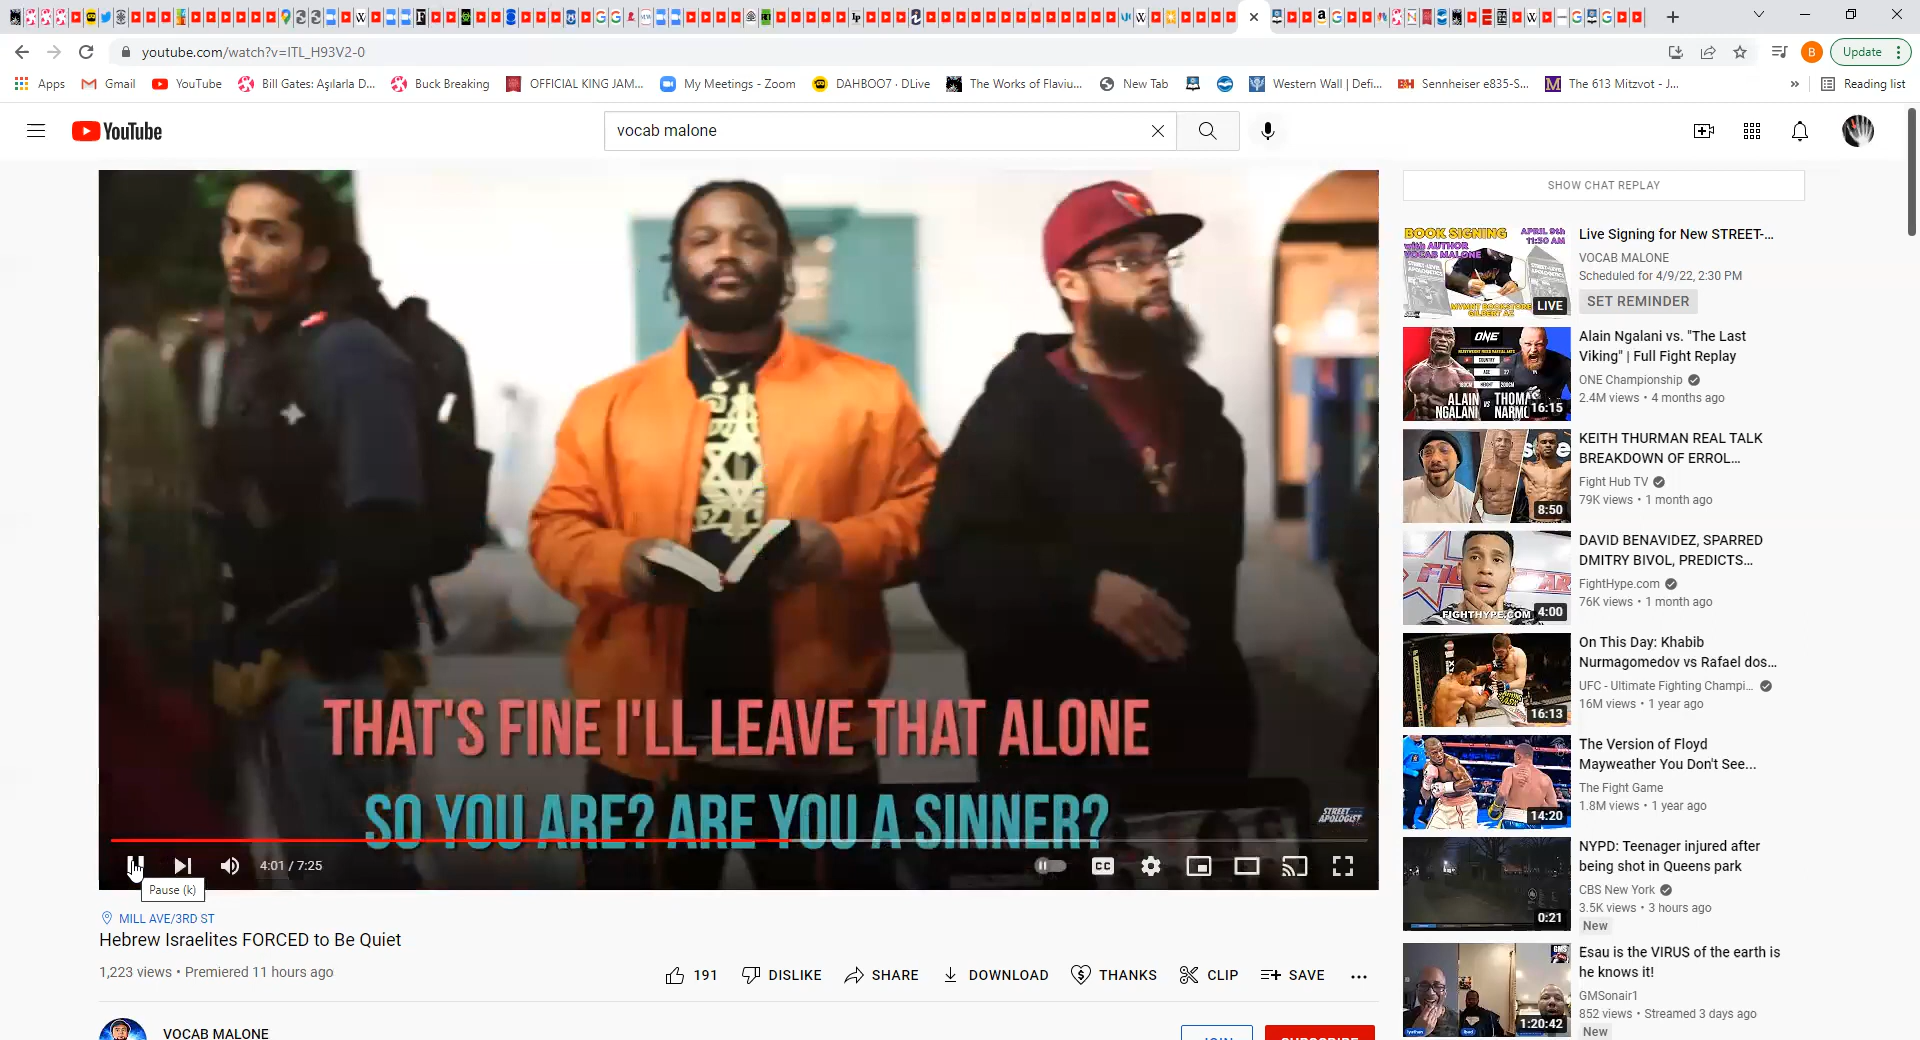 youtube.com/watch?v=ITL_H93V2-0
Update
Apps
Gmail
YouTube
Bill Gates: Aşılarla D...
Buck Breaking
OFFICIAL KING JAM...
My Meetings - Zoom
DAHBOO7 · DLive
The Works of Flaviu...
New Tab
Western Wall | Defi...
Sennheiser e835-S...
The 613 Mitzvot - J...
Reading list
YouTube
vocab malone
THAT'S FINE I'LL LEAVE THAT ALONE
SO YOU ARE? ARE YOU A SINNER?
STREET
APOLOGIST
4:01 / 7:25
CC
Pause (k)
MILL AVE/3RD ST
Hebrew Israelites FORCED to Be Quiet
1,223 views • Premiered 11 hours ago
191
DISLIKE
SHARE
DOWNLOAD
THANKS
CLIP
SAVE
VOCAB MALONE
JOIN
SUBSCRIBE
SHOW CHAT REPLAY
BOOK SIGNING
with AUTHOR
VOCAB MALONE
APRIL 9th
11:30 AM
MVMNT BOOKSTORE
GILBERT AZ
LIVE
Live Signing for New STREET-...
VOCAB MALONE
Scheduled for 4/9/22, 2:30 PM
SET REMINDER
ONE
ALAIN
NGALANI
VS
16:15
Alain Ngalani vs. "The Last
Viking" | Full Fight Replay
ONE Championship
2.4M views • 4 months ago
8:50
KEITH THURMAN REAL TALK
BREAKDOWN OF ERROL...
Fight Hub TV
79K views • 1 month ago
FIGHTHYPE.COM
4:00
DAVID BENAVIDEZ, SPARRED
DMITRY BIVOL, PREDICTS...
FightHype.com
76K views • 1 month ago
16:13
On This Day: Khabib
Nurmagomedov vs Rafael dos...
UFC - Ultimate Fighting Champi...
16M views • 1 year ago
14:20
The Version of Floyd
Mayweather You Don't See...
The Fight Game
1.8M views • 1 year ago
0:21
NYPD: Teenager injured after
being shot in Queens park
CBS New York
3.5K views • 3 hours ago
New
GMS
1:20:42
Esau is the VIRUS of the earth is
he knows it!
GMSonair1
852 views • Streamed 3 days ago
New